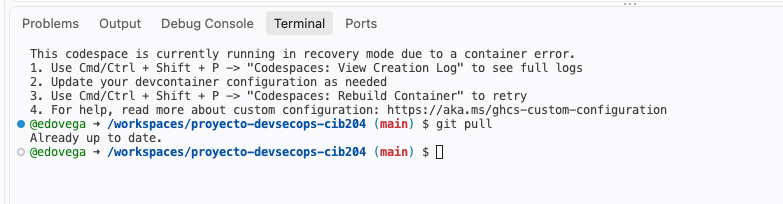 Problems Output Debug Console Terminal Ports
This codespace is currently running in recovery mode due to a container error.
1. Use Cmd/Ctrl + Shift + P -> "Codespaces: View Creation Log" to see full logs
2. Update your devcontainer configuration as needed
3. Use Cmd/Ctrl + Shift + P -> "Codespaces: Rebuild Container" to retry
4. For help, read more about custom configuration: https://aka.ms/ghcs-custom-configuration
@edovega ➜ /workspaces/proyecto-devsecops-cib204 (main) $ git pull
Already up to date.
@edovega ➜ /workspaces/proyecto-devsecops-cib204 (main) $